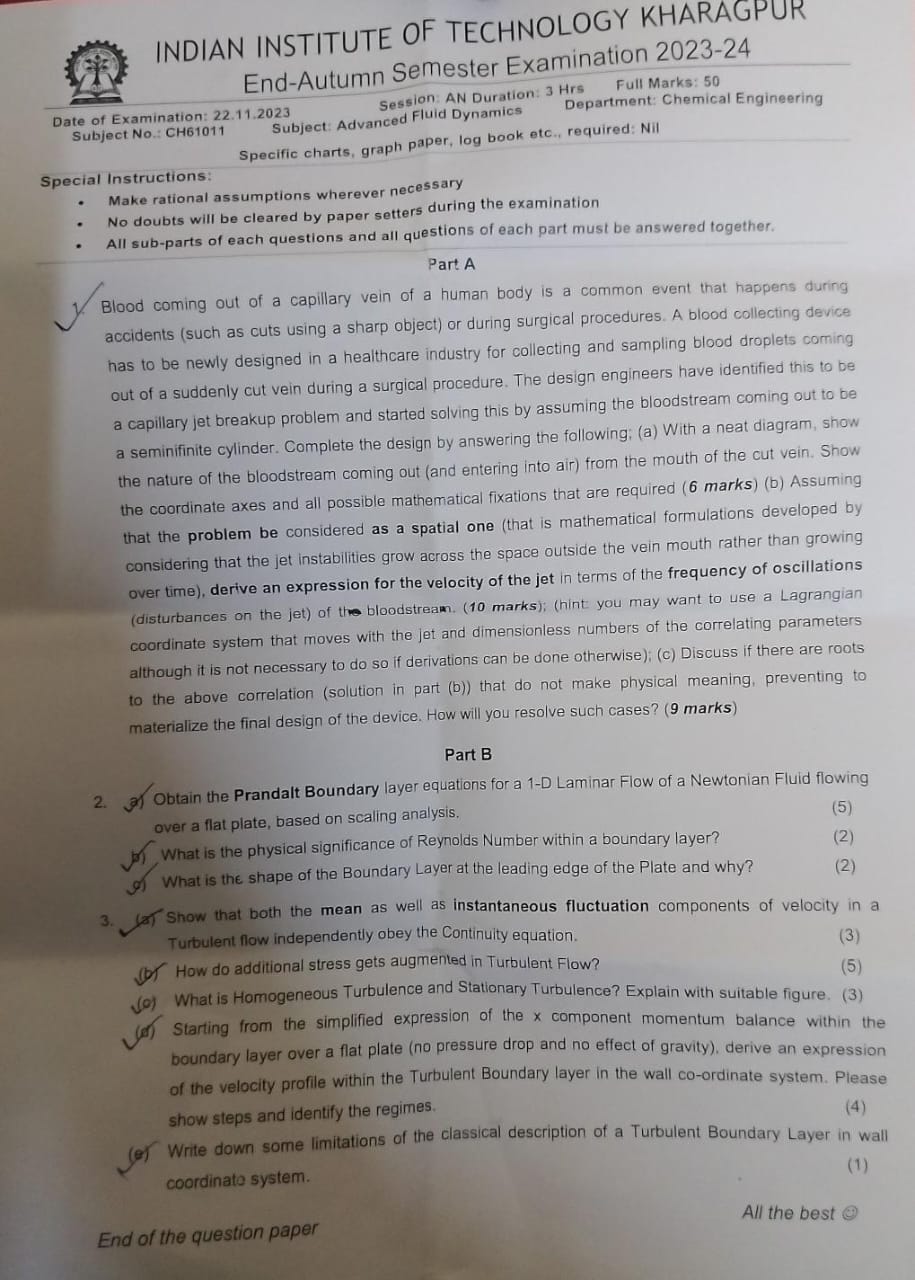 INDIAN INSTITUTE OF TECHNOLOGY KHARAGPUR
End-Autumn Semester Examination 2023-24
Date of Examination: 22.11.2023 Session: AN Duration: 3 Hrs Full Marks: 50
Subject No.: CH61011 Subject: Advanced Fluid Dynamics Department: Chemical Engineering
Specific charts, graph paper, log book etc., required: Nil
Special Instructions:
• Make rational assumptions wherever necessary
• No doubts will be cleared by paper setters during the examination
• All sub-parts of each questions and all questions of each part must be answered together.
Part A
1. Blood coming out of a capillary vein of a human body is a common event that happens during
accidents (such as cuts using a sharp object) or during surgical procedures. A blood collecting device
has to be newly designed in a healthcare industry for collecting and sampling blood droplets coming
out of a suddenly cut vein during a surgical procedure. The design engineers have identified this to be
a capillary jet breakup problem and started solving this by assuming the bloodstream coming out to be
a seminifinite cylinder. Complete the design by answering the following; (a) With a neat diagram, show
the nature of the bloodstream coming out (and entering into air) from the mouth of the cut vein. Show
the coordinate axes and all possible mathematical fixations that are required (6 marks) (b) Assuming
that the problem be considered as a spatial one (that is mathematical formulations developed by
considering that the jet instabilities grow across the space outside the vein mouth rather than growing
over time), derive an expression for the velocity of the jet in terms of the frequency of oscillations
(disturbances on the jet) of the bloodstream. (10 marks); (hint: you may want to use a Lagrangian
coordinate system that moves with the jet and dimensionless numbers of the correlating parameters
although it is not necessary to do so if derivations can be done otherwise); (c) Discuss if there are roots
to the above correlation (solution in part (b)) that do not make physical meaning, preventing to
materialize the final design of the device. How will you resolve such cases? (9 marks)
Part B
2. a) Obtain the Prandalt Boundary layer equations for a 1-D Laminar Flow of a Newtonian Fluid flowing
over a flat plate, based on scaling analysis. (5)
b) What is the physical significance of Reynolds Number within a boundary layer? (2)
c) What is the shape of the Boundary Layer at the leading edge of the Plate and why? (2)
3. (a) Show that both the mean as well as instantaneous fluctuation components of velocity in a
Turbulent flow independently obey the Continuity equation. (3)
(b) How do additional stress gets augmented in Turbulent Flow? (5)
(c) What is Homogeneous Turbulence and Stationary Turbulence? Explain with suitable figure. (3)
(d) Starting from the simplified expression of the x component momentum balance within the
boundary layer over a flat plate (no pressure drop and no effect of gravity), derive an expression
of the velocity profile within the Turbulent Boundary layer in the wall co-ordinate system. Please
show steps and identify the regimes. (4)
(e) Write down some limitations of the classical description of a Turbulent Boundary Layer in wall
coordinate system. (1)
All the best ☺
End of the question paper